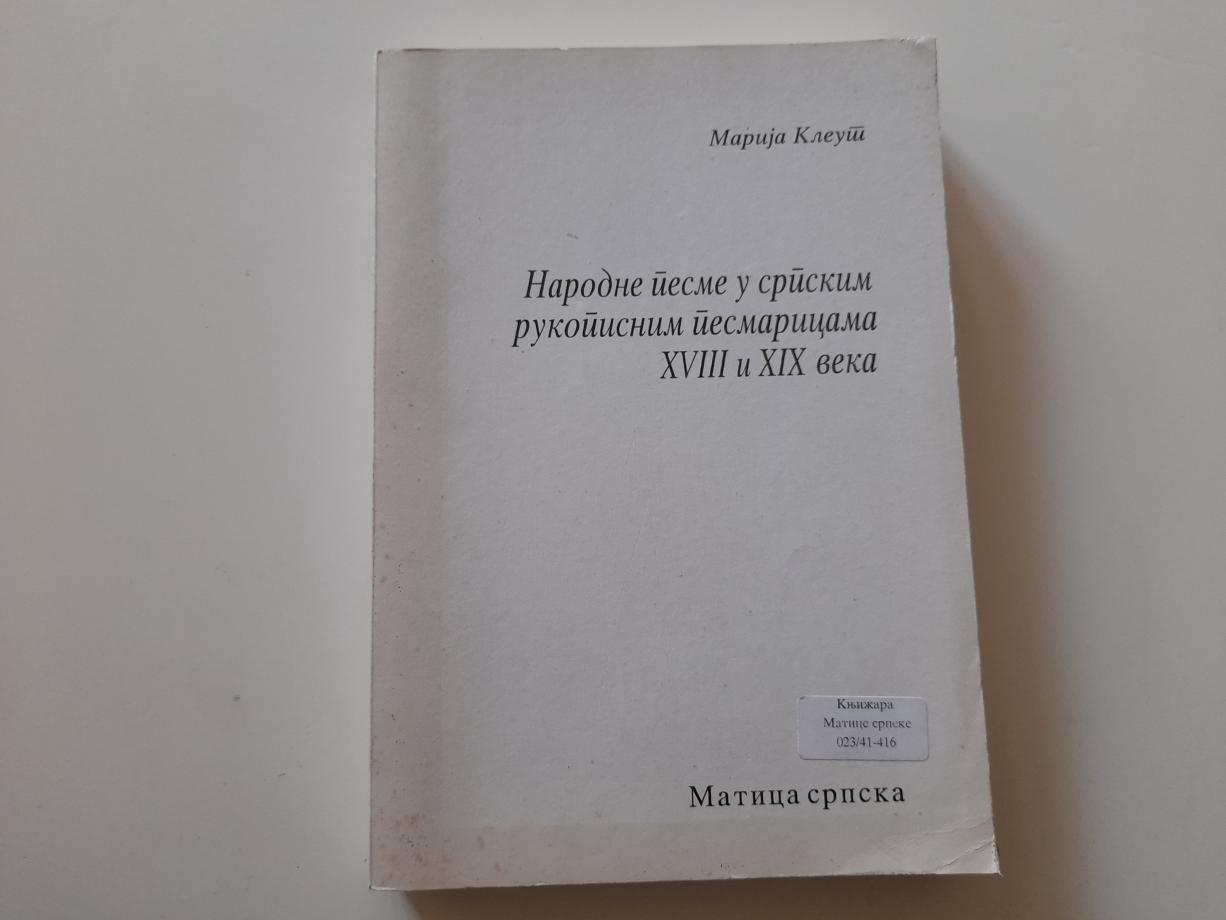 Марија Клеут
Народне песме у српским
рукописним песмарицама
XVIII и XIX века
Књижара
Матице српске
023/41-416
Матица српска